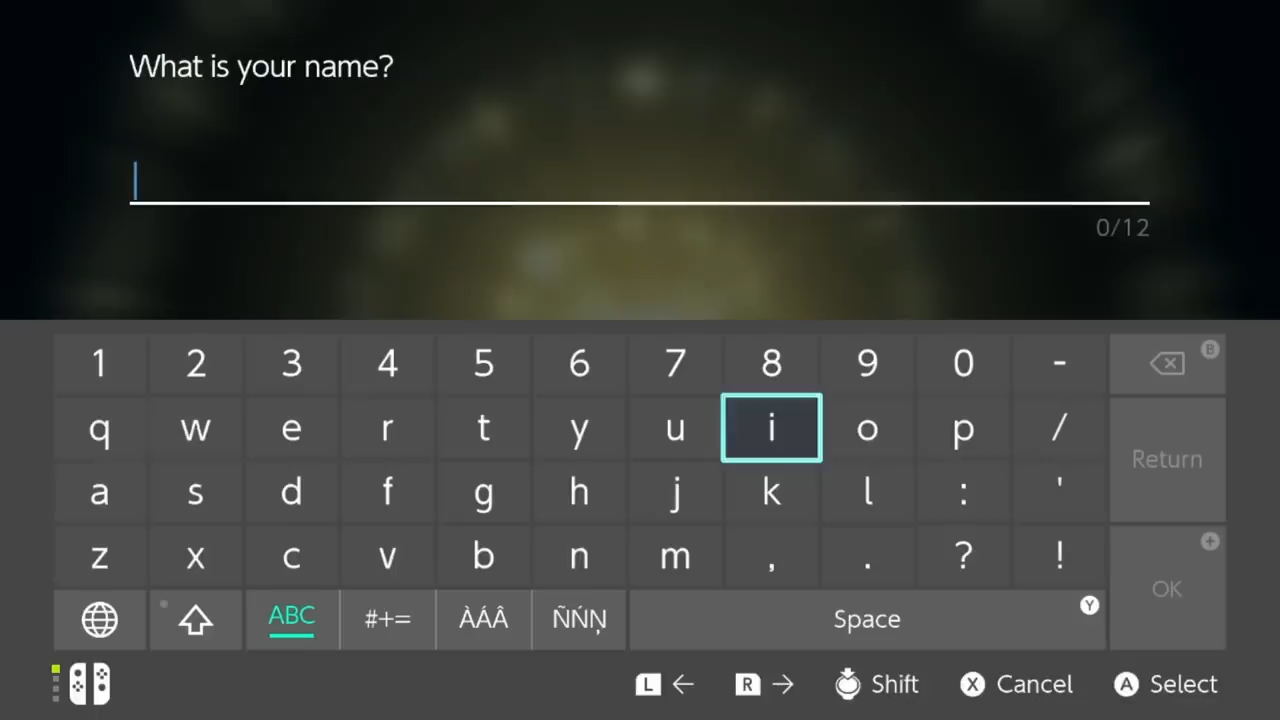 What is your name?
0/12
1 2 3 4 5 6 7 8 9 0 - B
q w e r t y u i o p / Return
a s d f g h j k l : '
z x c v b n m , . ? ! +
ABC #+= ÀÁÂ ÑŃŅ Space Y OK
L ← R → Shift X Cancel A Select